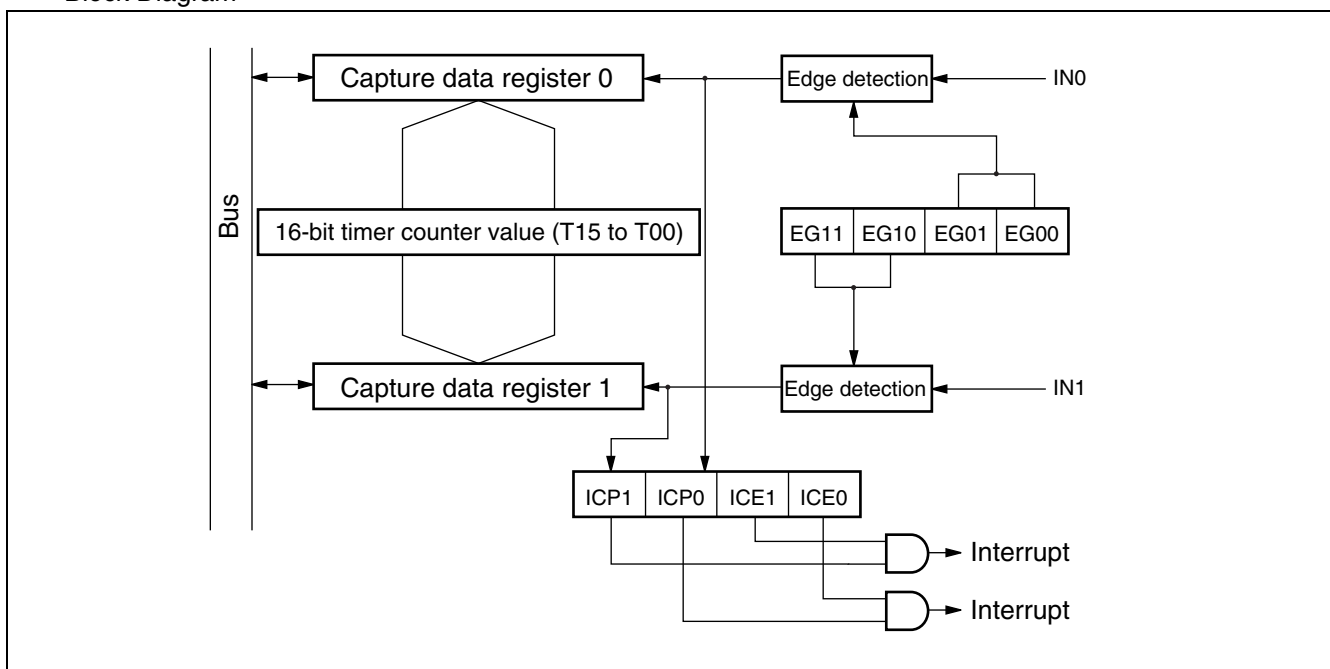 Block Diagram
Capture data register 0
Edge detection
IN0
Bus
16-bit timer counter value (T15 to T00)
EG11 EG10 EG01 EG00
Capture data register 1
Edge detection
IN1
ICP1 ICP0 ICE1 ICE0
Interrupt
Interrupt